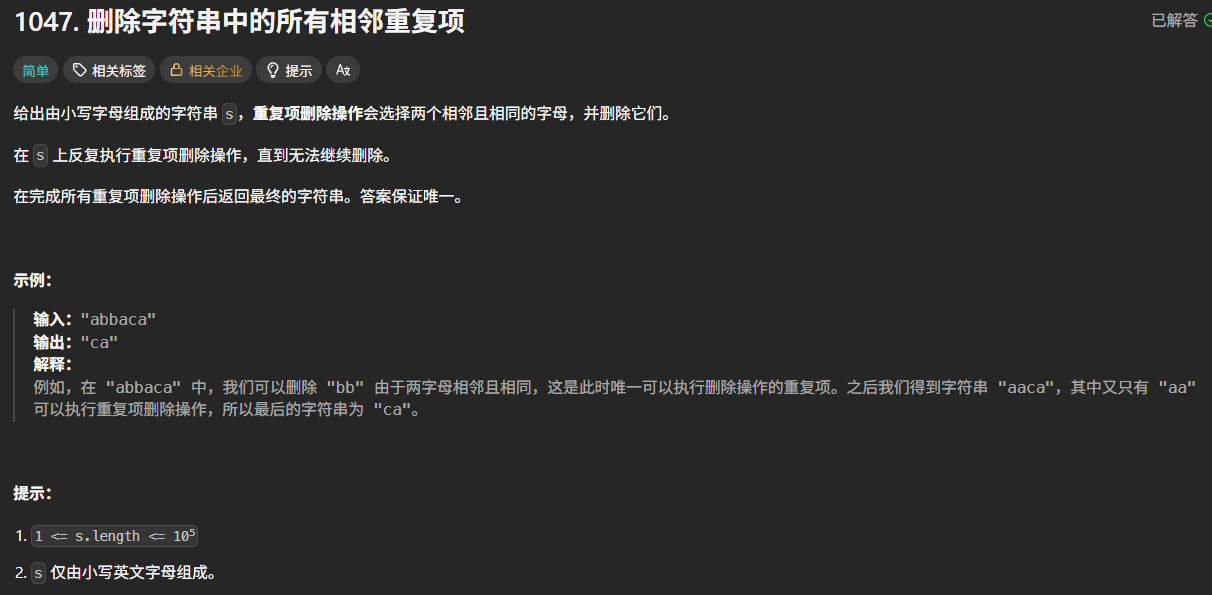 1047. 删除字符串中的所有相邻重复项
已解答
简单 相关标签 相关企业 提示 Aあ
给出由小写字母组成的字符串 s，重复项删除操作会选择两个相邻且相同的字母，并删除它们。
在 s 上反复执行重复项删除操作，直到无法继续删除。
在完成所有重复项删除操作后返回最终的字符串。答案保证唯一。
示例：
输入："abbaca"
输出："ca"
解释：
例如，在 "abbaca" 中，我们可以删除 "bb" 由于两字母相邻且相同，这是此时唯一可以执行删除操作的重复项。之后我们得到字符串 "aaca"，其中又只有 "aa"
可以执行重复项删除操作，所以最后的字符串为 "ca"。
提示：
1. 1 <= s.length <= 10⁵
2. s 仅由小写英文字母组成。